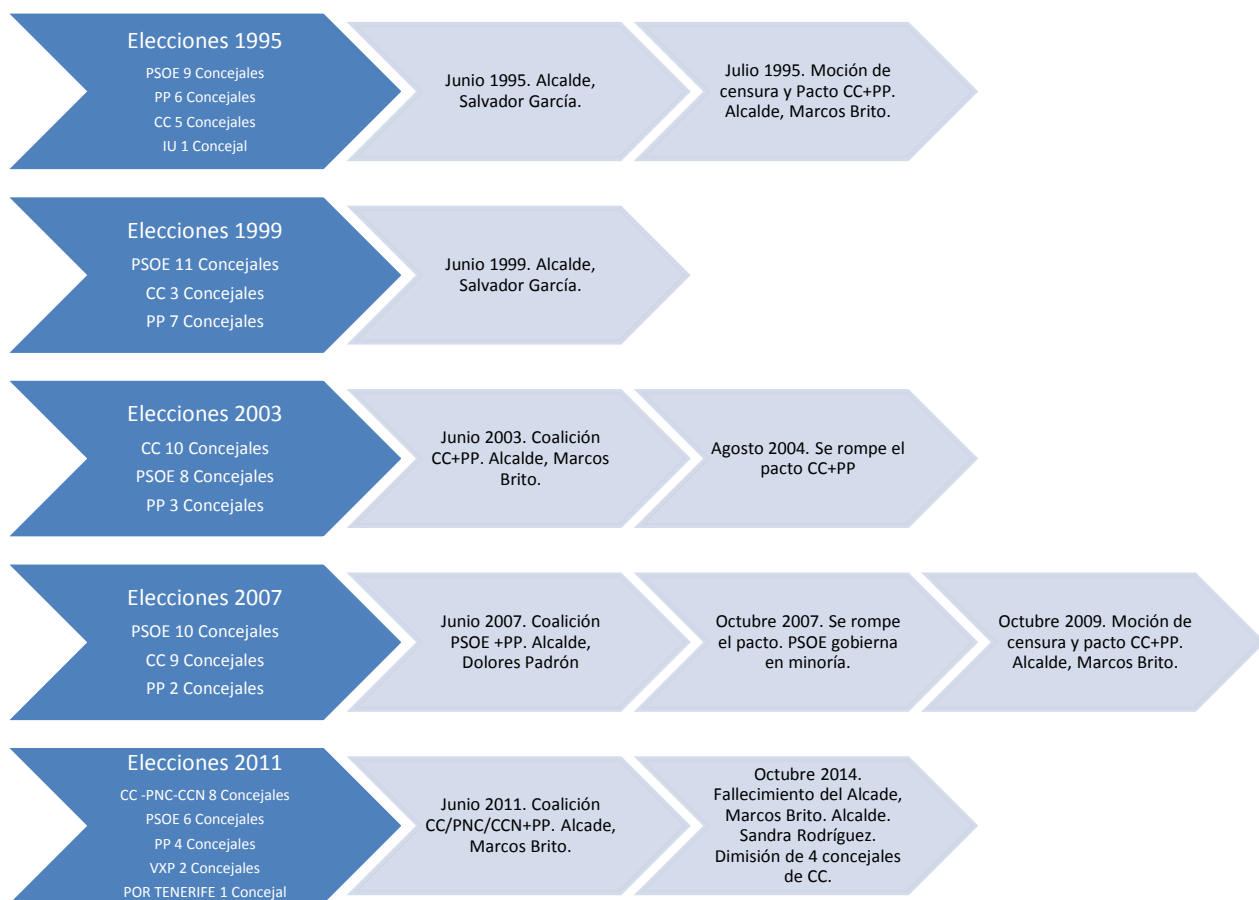 Elecciones 1995
PSOE 9 Concejales
PP 6 Concejales
CC 5 Concejales
IU 1 Concejal
Junio 1995. Alcalde,
Salvador García.
Julio 1995. Moción de
censura y Pacto CC+PP.
Alcalde, Marcos Brito.
Elecciones 1999
PSOE 11 Concejales
CC 3 Concejales
PP 7 Concejales
Junio 1999. Alcalde,
Salvador García.
Elecciones 2003
CC 10 Concejales
PSOE 8 Concejales
PP 3 Concejales
Junio 2003. Coalición
CC+PP. Alcalde, Marcos
Brito.
Agosto 2004. Se rompe el
pacto CC+PP
Elecciones 2007
PSOE 10 Concejales
CC 9 Concejales
PP 2 Concejales
Junio 2007. Coalición
PSOE +PP. Alcalde,
Dolores Padrón
Octubre 2007. Se rompe
el pacto. PSOE gobierna
en minoría.
Octubre 2009. Moción de
censura y pacto CC+PP.
Alcalde, Marcos Brito.
Elecciones 2011
CC -PNC-CCN 8 Concejales
PSOE 6 Concejales
PP 4 Concejales
VXP 2 Concejales
POR TENERIFE 1 Concejal
Junio 2011. Coalición
CC/PNC/CCN+PP. Alcade,
Marcos Brito.
Octubre 2014.
Fallecimiento del Alcade,
Marcos Brito. Alcalde.
Sandra Rodríguez.
Dimisión de 4 concejales
de CC.